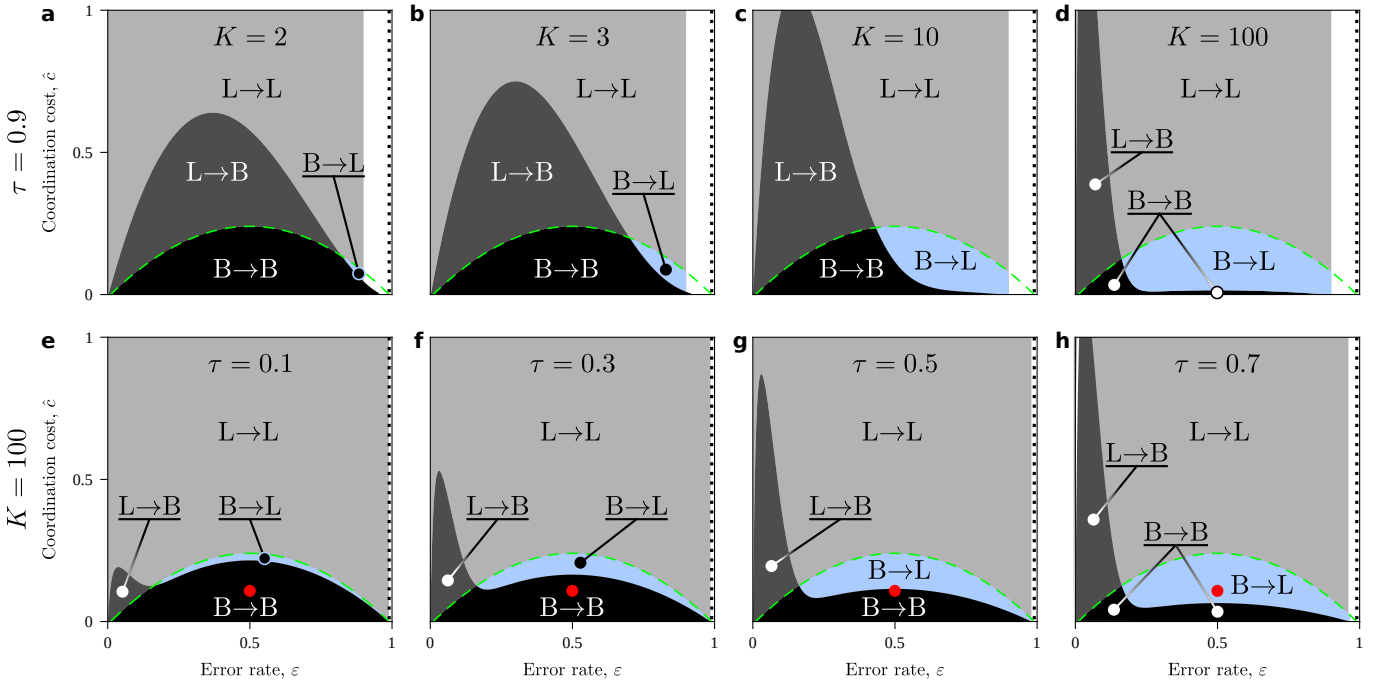 a
K = 2
L→L
L→B
B→L
B→B
b
K = 3
L→L
L→B
B→L
B→B
c
K = 10
L→L
L→B
B→B
B→L
d
K = 100
L→L
L→B
B→B
B→L
τ = 0.9
Coordination cost, ĉ
1
0.5
0
e
τ = 0.1
L→L
L→B
B→L
B→B
f
τ = 0.3
L→L
L→B
B→L
B→B
g
τ = 0.5
L→L
L→B
B→L
B→B
h
τ = 0.7
L→L
L→B
B→B
B→L
K = 100
Coordination cost, ĉ
1
0.5
0
0 0.5 1
0 0.5 1
0 0.5 1
0 0.5 1
Error rate, ε
Error rate, ε
Error rate, ε
Error rate, ε